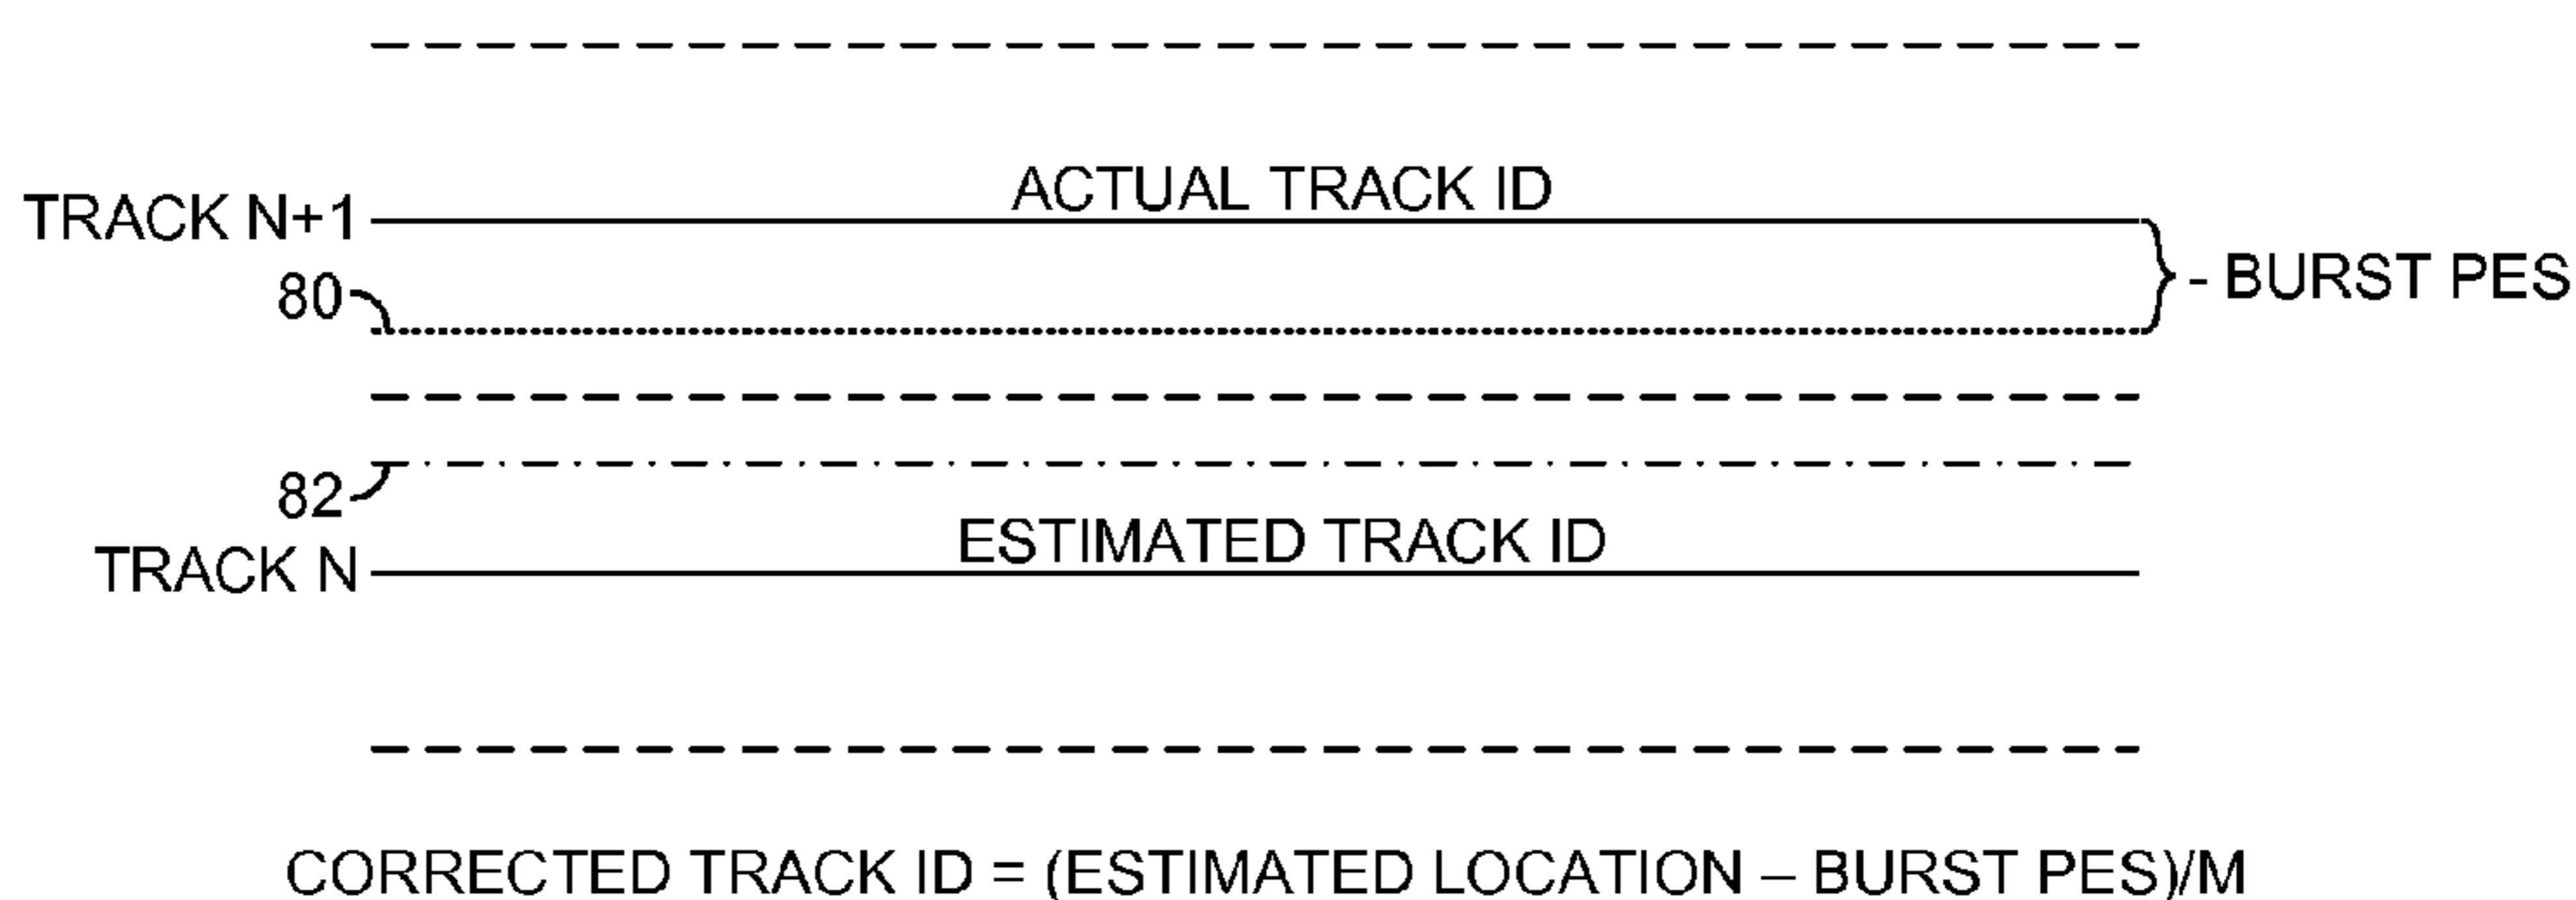 ACTUAL TRACK ID
TRACK N+1
80
- BURST PES
82
ESTIMATED TRACK ID
TRACK N
CORRECTED TRACK ID = (ESTIMATED LOCATION – BURST PES)/M